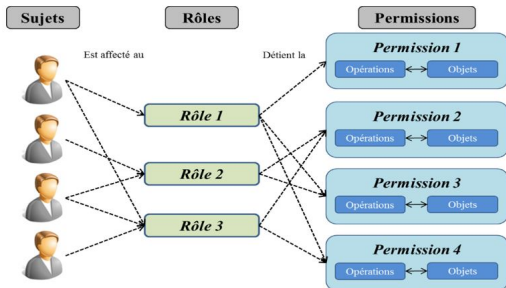 Sujets
Rôles
Permissions
Est affecté au
Détient la
Permission 1
Opérations
Objets
Rôle 1
Permission 2
Opérations
Objets
Rôle 2
Permission 3
Opérations
Objets
Rôle 3
Permission 4
Opérations
Objets